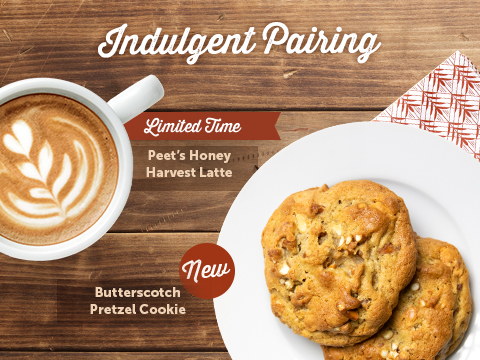 Indulgent Pairing
Limited Time
Peet's Honey
Harvest Latte
New
Butterscotch
Pretzel Cookie